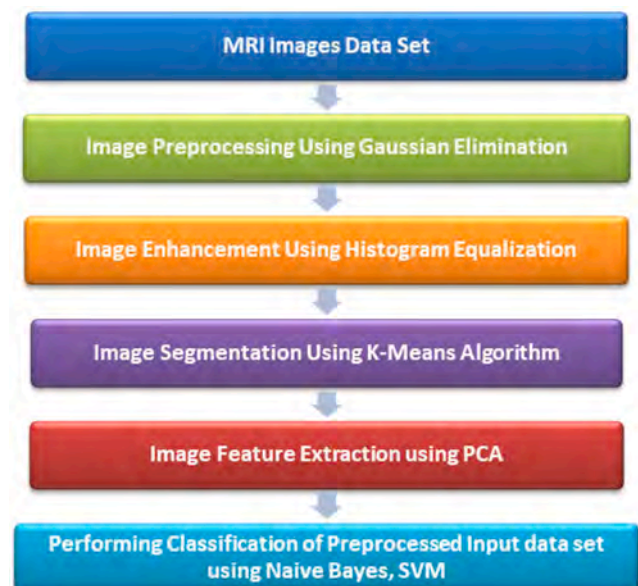 MRI Images Data Set
Image Preprocessing Using Gaussian Elimination
Image Enhancement Using Histogram Equalization
Image Segmentation Using K-Means Algorithm
Image Feature Extraction using PCA
Performing Classification of Preprocessed Input data set
using Naive Bayes, SVM